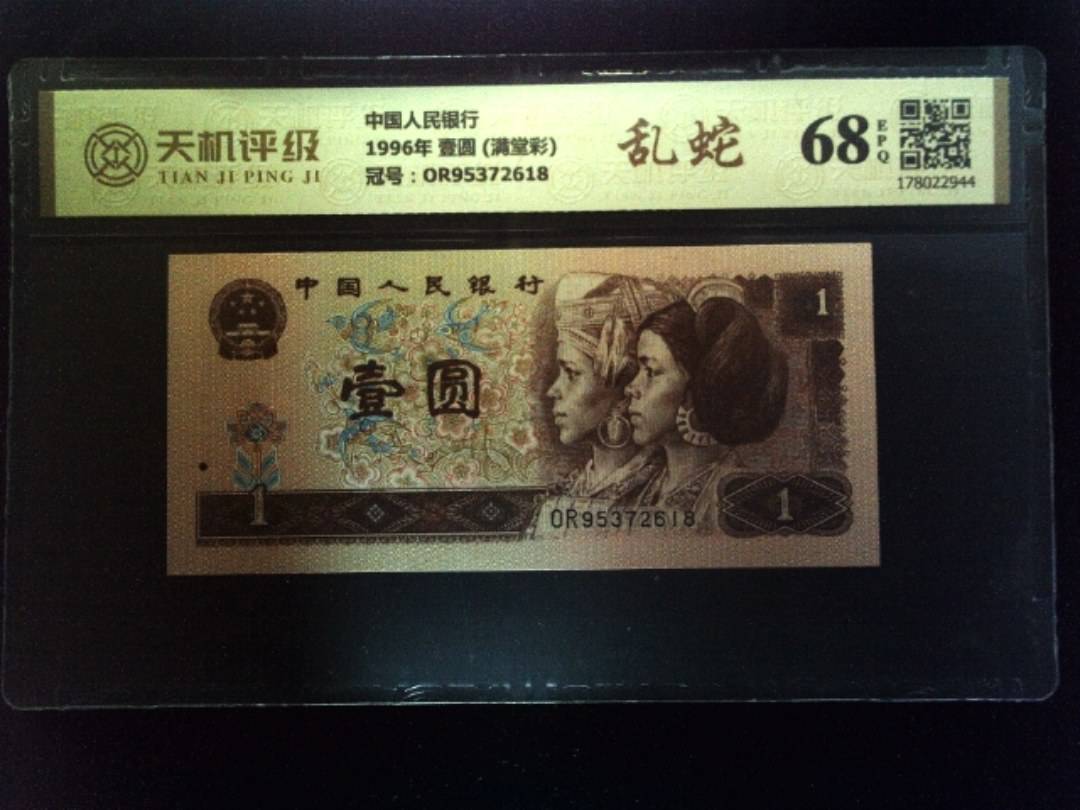 天机评级
TIAN JI PING JI
中国人民银行
1996年 壹圆 (满堂彩)
冠号：OR95372618
乱蛇
68
EPQ
178022944
中国人民银行
壹圆
1
1
OR95372618
1